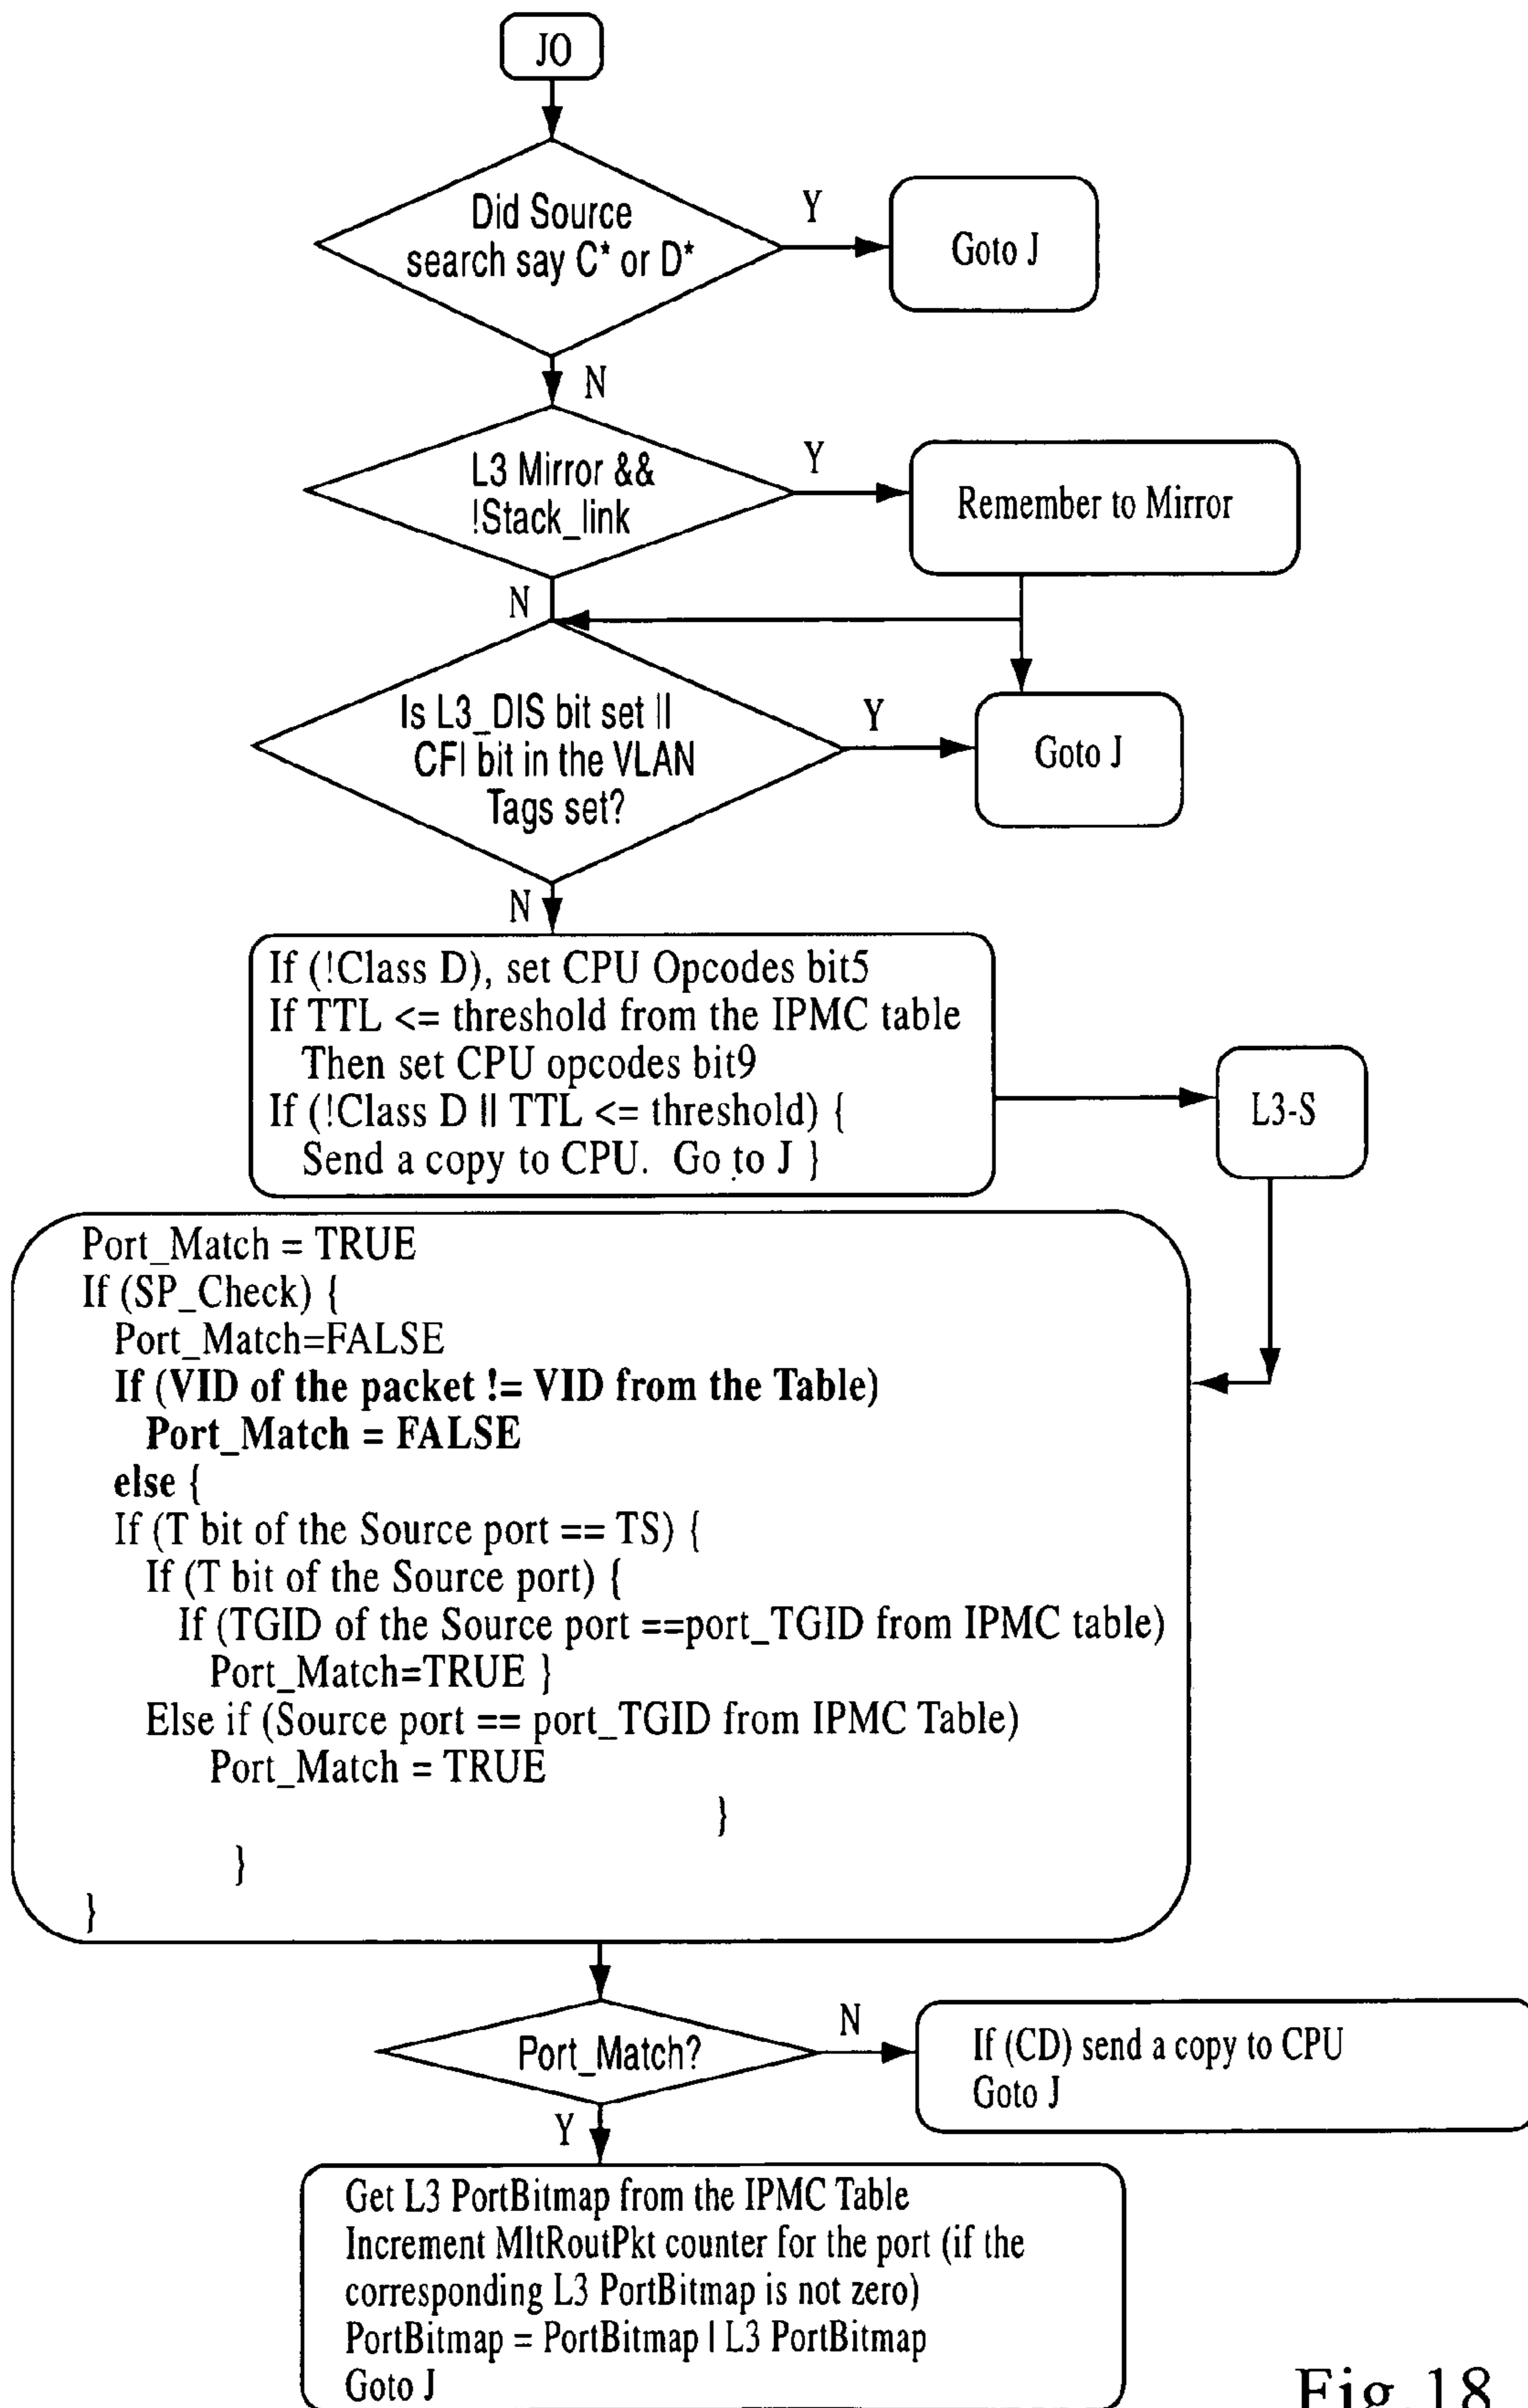 JO
Did Source
search say C* or D*
Y
Goto J
N
L3 Mirror &&
!Stack_link
Y
Remember to Mirror
N
Is L3_DIS bit set ||
CFI bit in the VLAN
Tags set?
Y
Goto J
N
If (!Class D), set CPU Opcodes bit5
If TTL <= threshold from the IPMC table
Then set CPU opcodes bit9
If (!Class D || TTL <= threshold) {
Send a copy to CPU. Go to J }
L3-S
Port_Match = TRUE
If (SP_Check) {
Port_Match=FALSE
If (VID of the packet != VID from the Table)
Port_Match = FALSE
else {
If (T bit of the Source port == TS) {
If (T bit of the Source port) {
If (TGID of the Source port ==port_TGID from IPMC table)
Port_Match=TRUE }
Else if (Source port == port_TGID from IPMC Table)
Port_Match = TRUE
}
}
}
Port_Match?
N
If (CD) send a copy to CPU
Goto J
Y
Get L3 PortBitmap from the IPMC Table
Increment MltRoutPkt counter for the port (if the
corresponding L3 PortBitmap is not zero)
PortBitmap = PortBitmap | L3 PortBitmap
Goto J
Fig.18